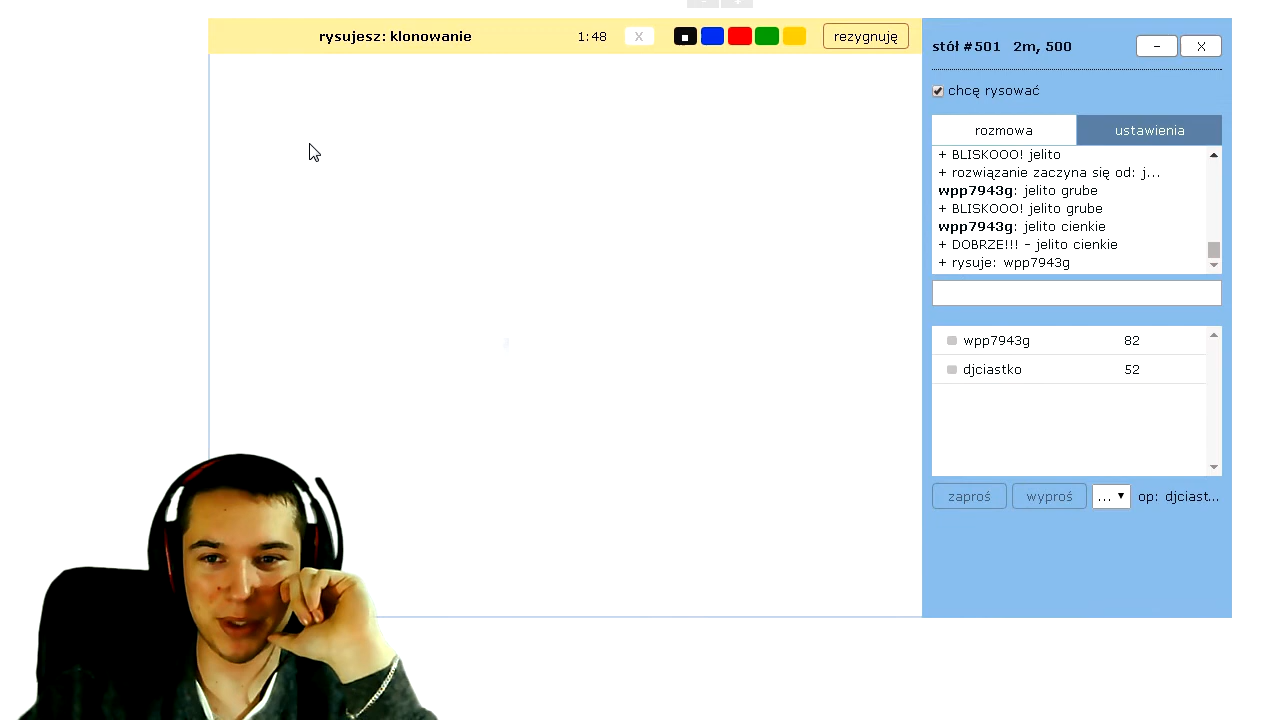 rysujesz: klonowanie
1:48
X
rezygnuję
stół #501 2m, 500
–
X
chcę rysować
rozmowa
ustawienia
+ BLISKOOO! jelito
+ rozwiązanie zaczyna się od: j...
wpp7943g: jelito grube
+ BLISKOOO! jelito grube
wpp7943g: jelito cienkie
+ DOBRZE!!! - jelito cienkie
+ rysuje: wpp7943g
wpp7943g 82
djciastko 52
zaproś
wyproś
...
op: djciast...